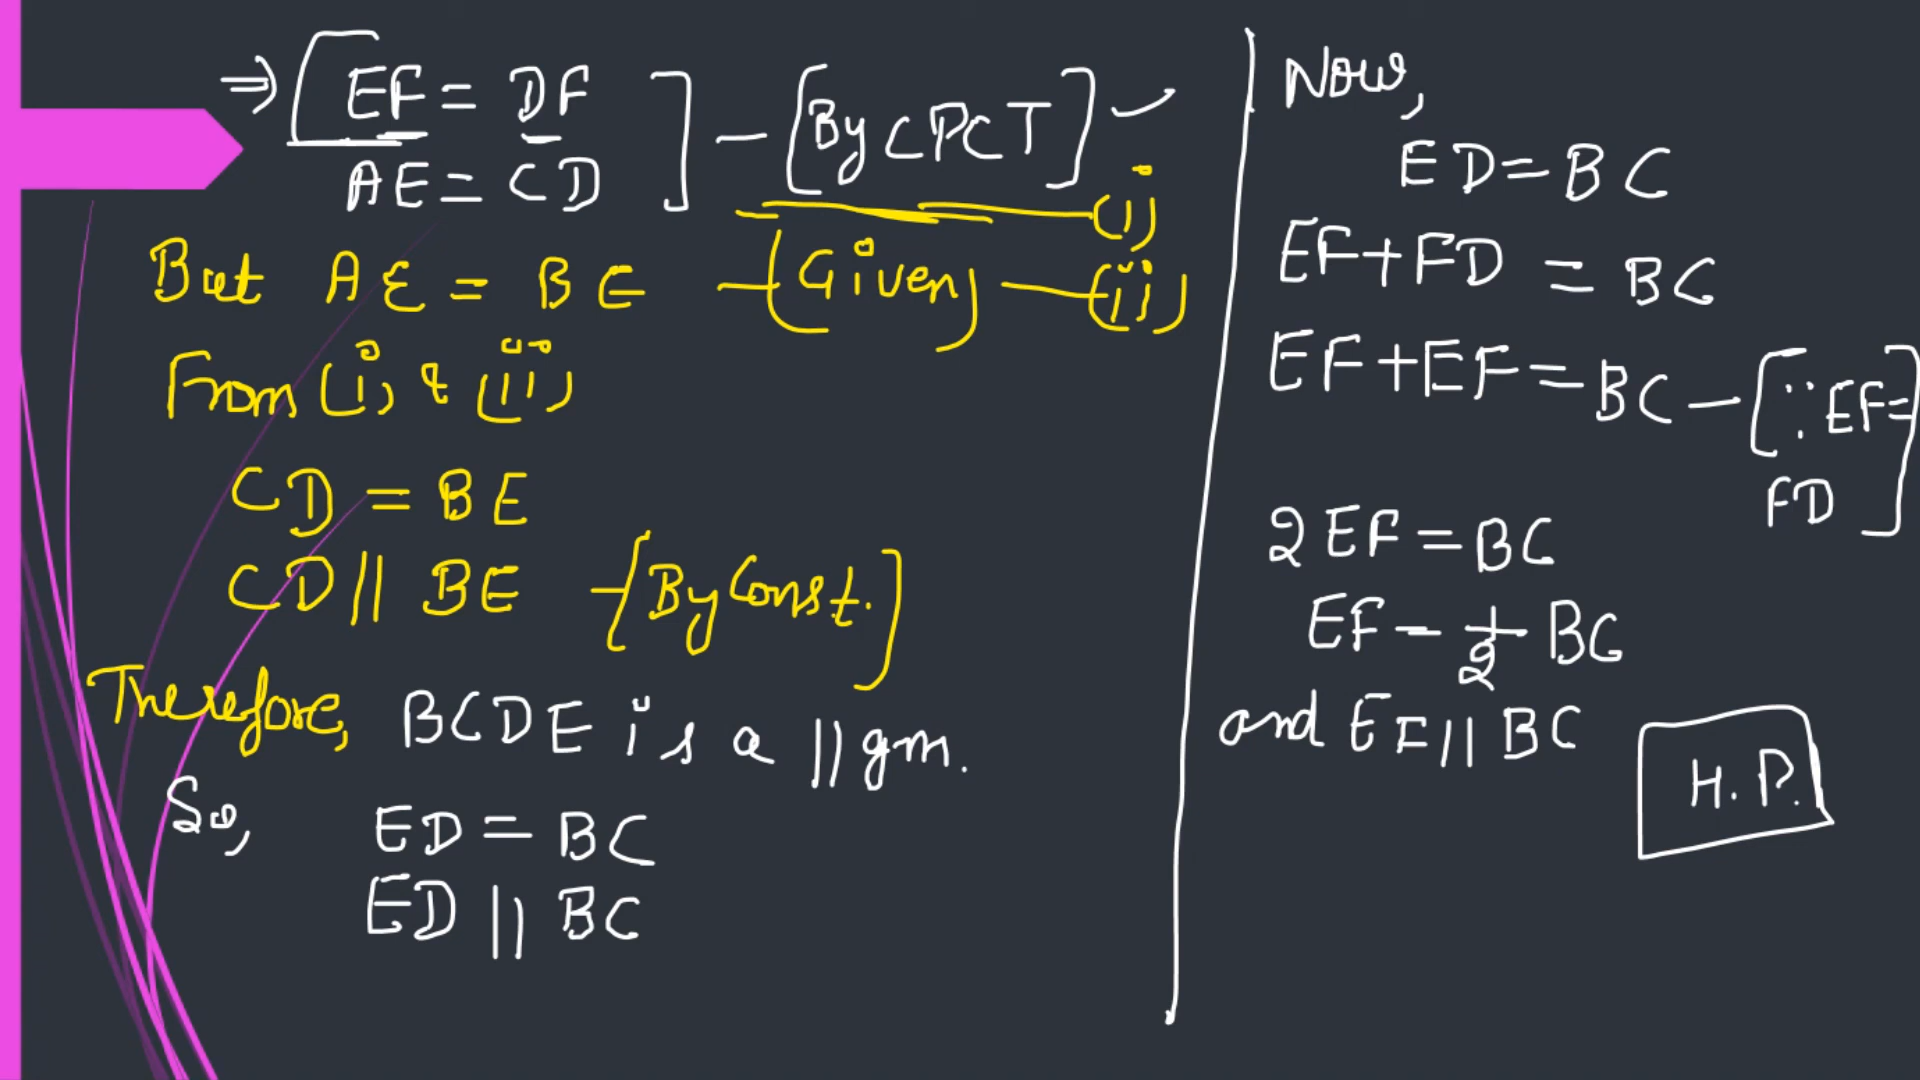 ⇒ [EF = DF
AE = CD] - [By CPCT] (i)
But AE = BE - (Given) - (ii)
From (i) & (ii)
CD = BE
CD || BE - [By Const.]
Therefore, BCDE is a ||gm.
So, ED = BC
ED || BC
Now,
ED = BC
EF + FD = BC
EF + EF = BC - [∵ EF =
FD]
2EF = BC
EF - 1/2 BC
and EF || BC
H.P.